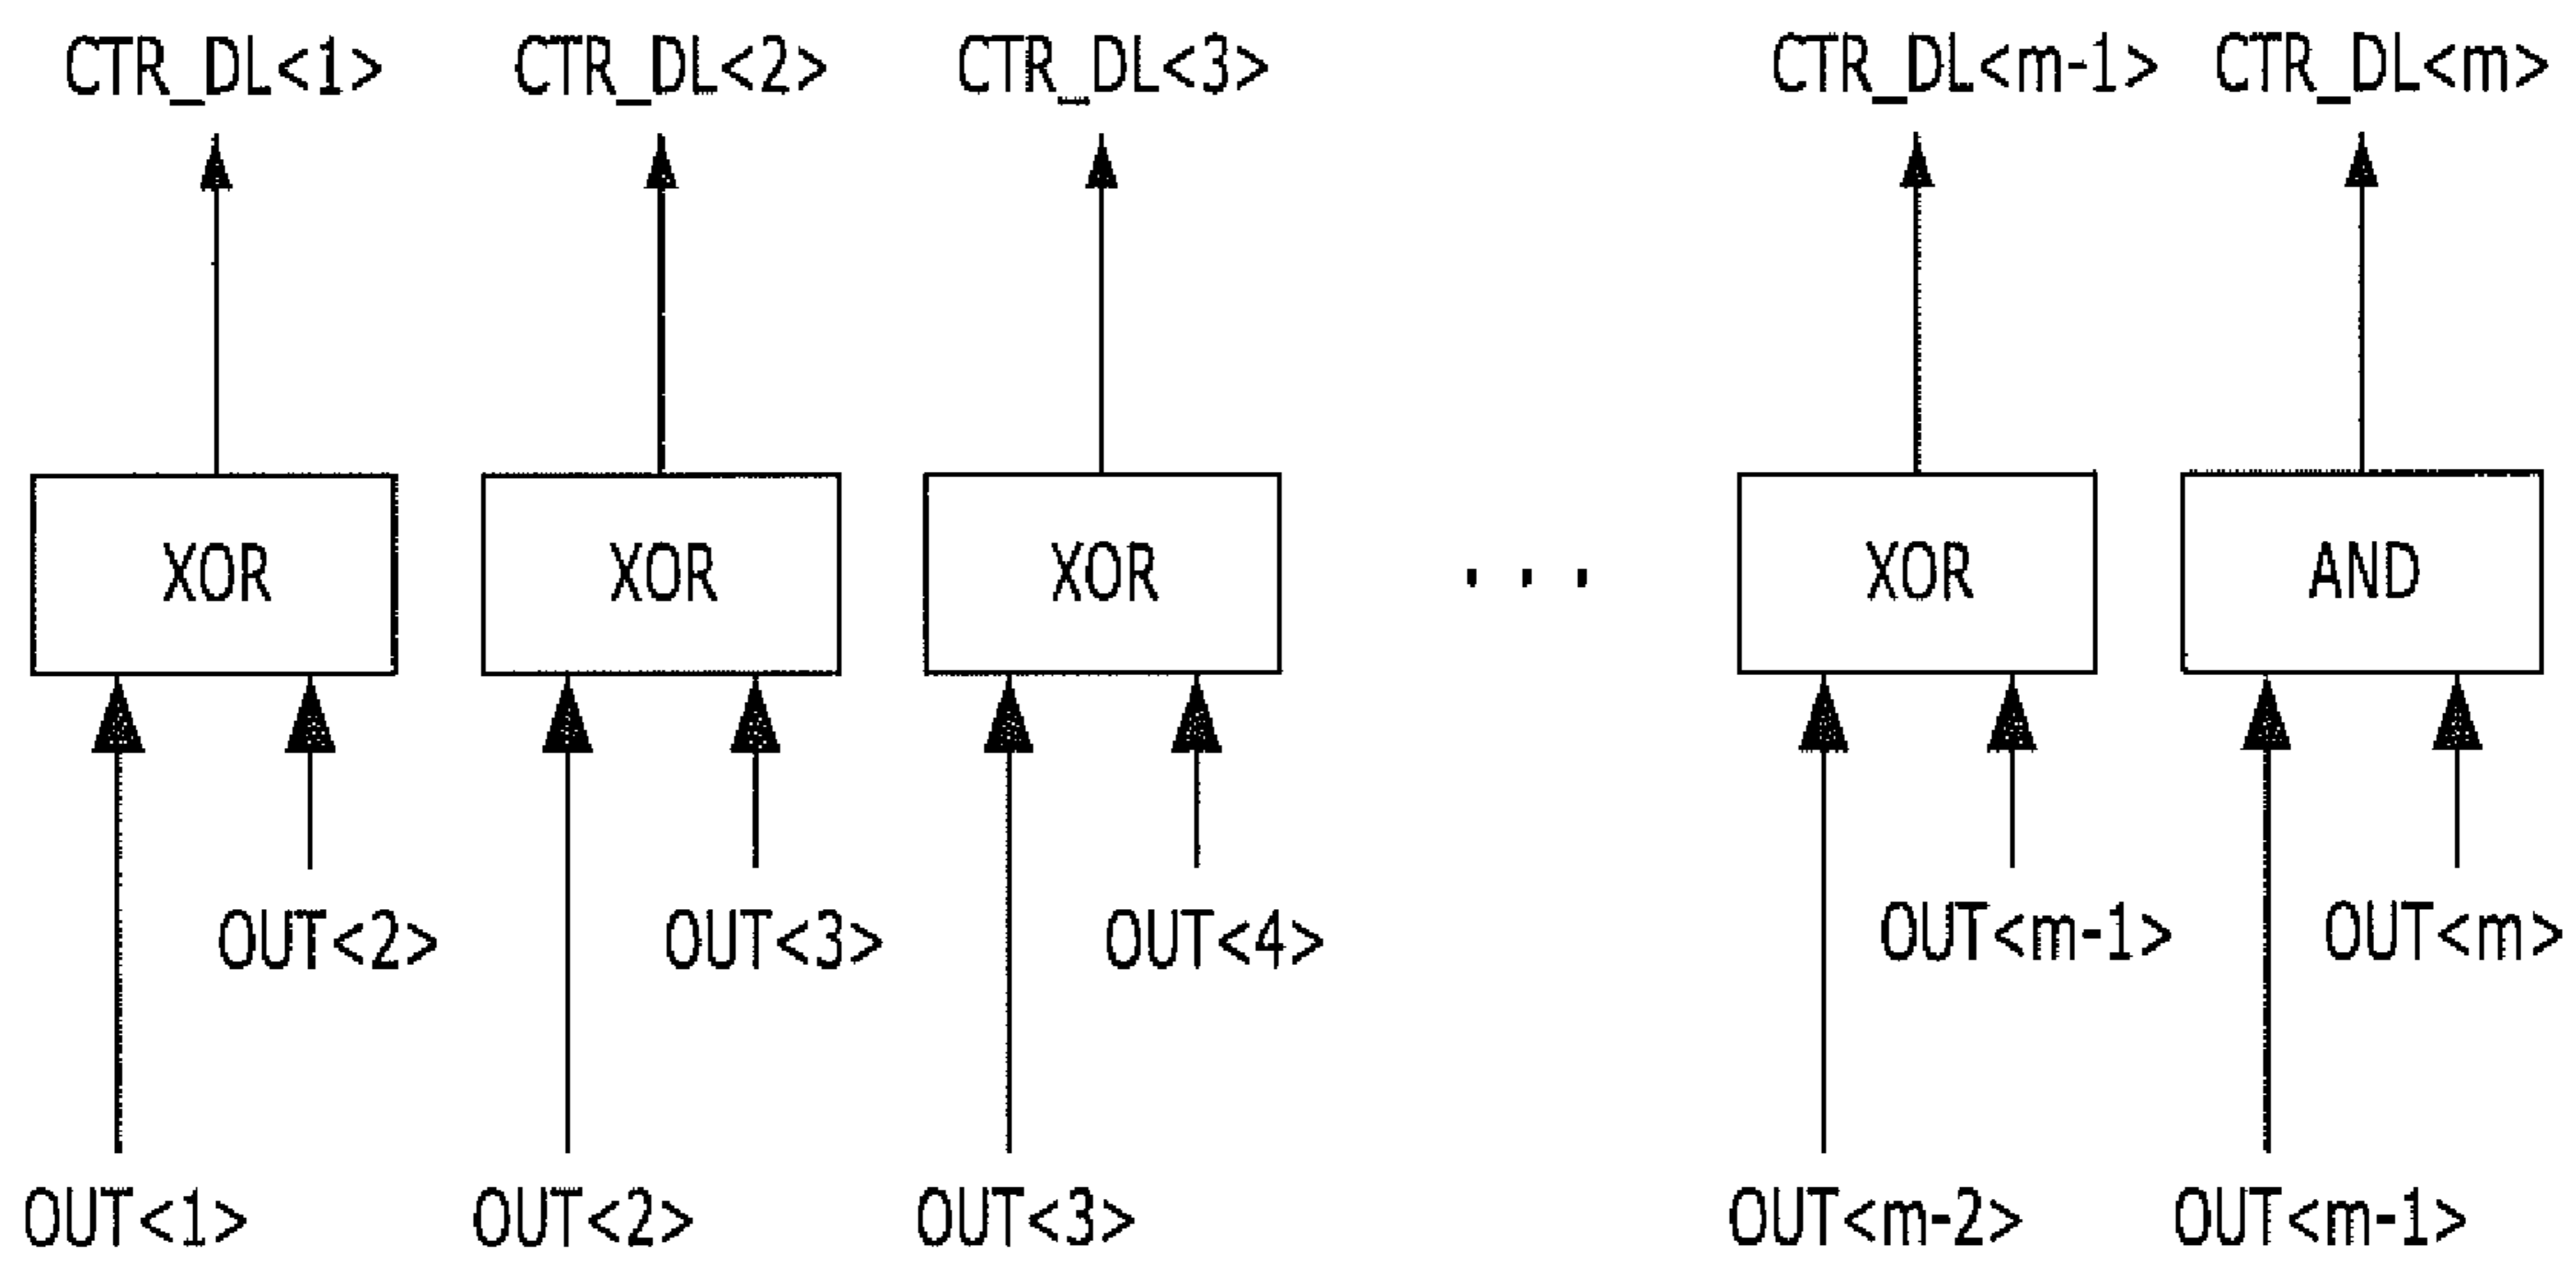 CTR_DL<1> CTR_DL<2> CTR_DL<3> CTR_DL<m-1> CTR_DL<m>
XOR XOR XOR ... XOR AND
OUT<2> OUT<3> OUT<4> OUT<m-1> OUT<m>
OUT<1> OUT<2> OUT<3> OUT<m-2> OUT<m-1>